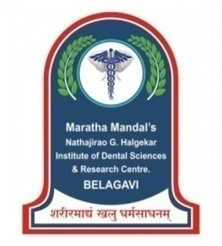 Maratha Mandal's
Nathajirao G. Halgekar
Institute of Dental Sciences
& Research Centre.
BELAGAVI
शरीरमाद्यं खलु धर्मसाधनम्